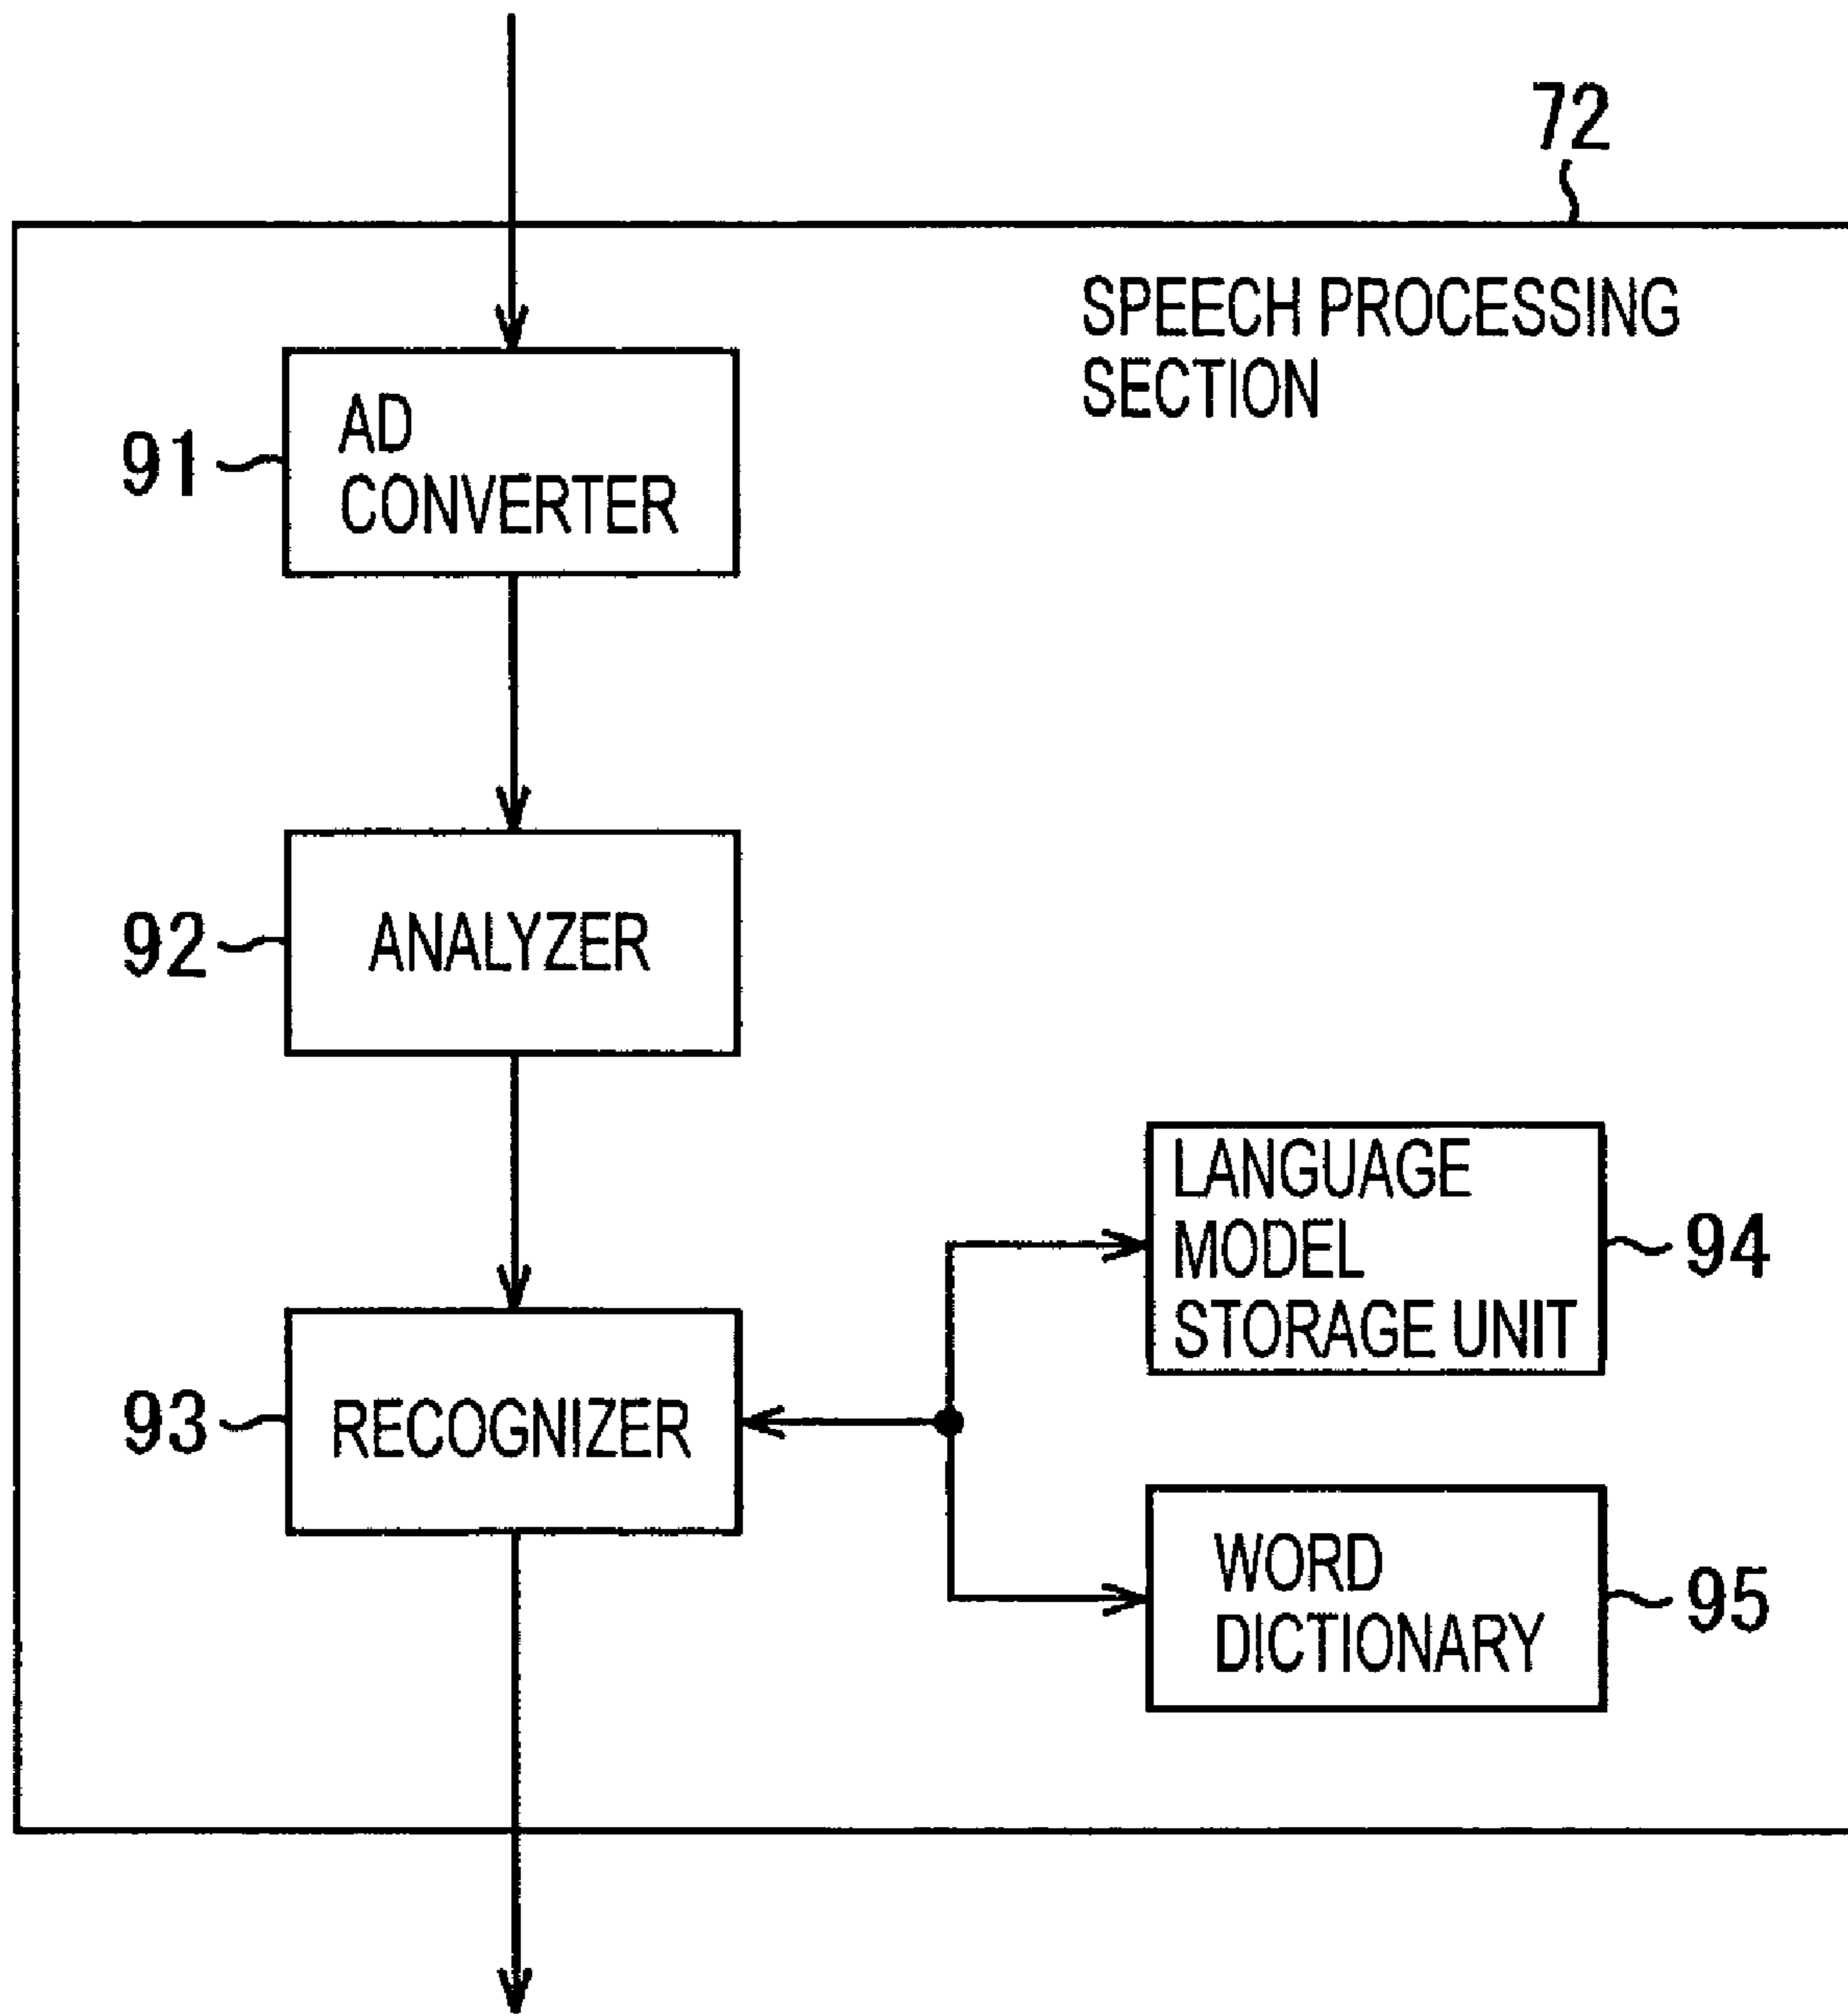 72
SPEECH PROCESSING
SECTION
AD
CONVERTER
91
ANALYZER
92
LANGUAGE
MODEL
STORAGE UNIT
94
RECOGNIZER
93
WORD
DICTIONARY
95